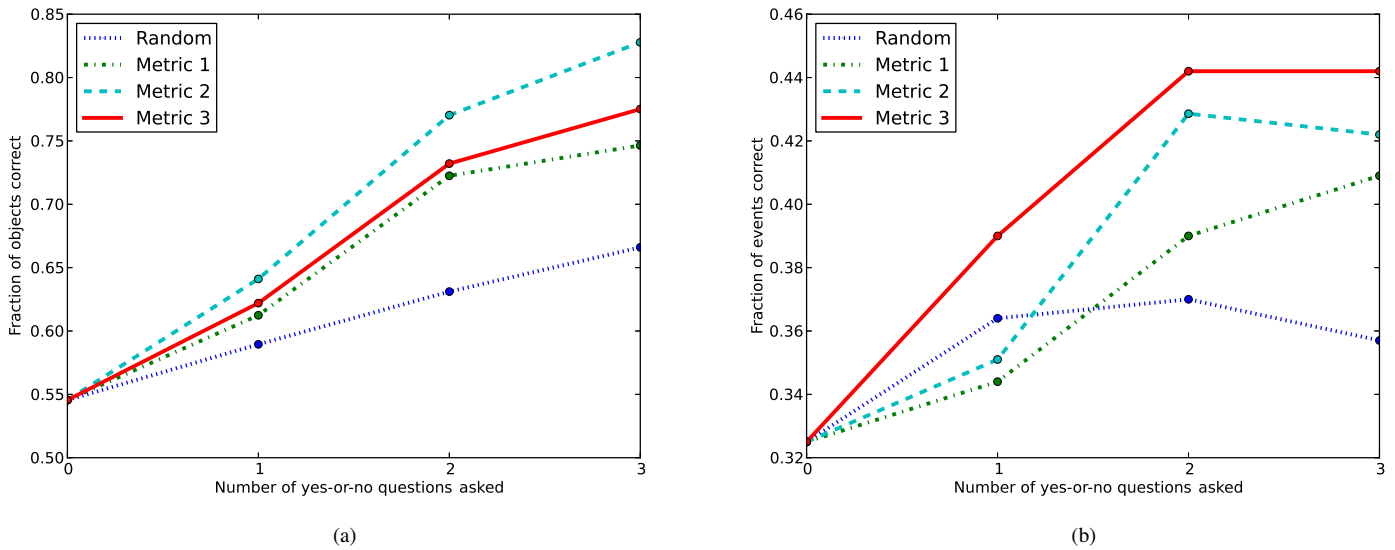 0.85
0.80
0.75
0.70
0.65
0.60
0.55
0.50
Fraction of objects correct
Random
Metric 1
Metric 2
Metric 3
0 1 2 3
Number of yes-or-no questions asked
(a)
0.46
0.44
0.42
0.40
0.38
0.36
0.34
0.32
Fraction of events correct
Random
Metric 1
Metric 2
Metric 3
0 1 2 3
Number of yes-or-no questions asked
(b)